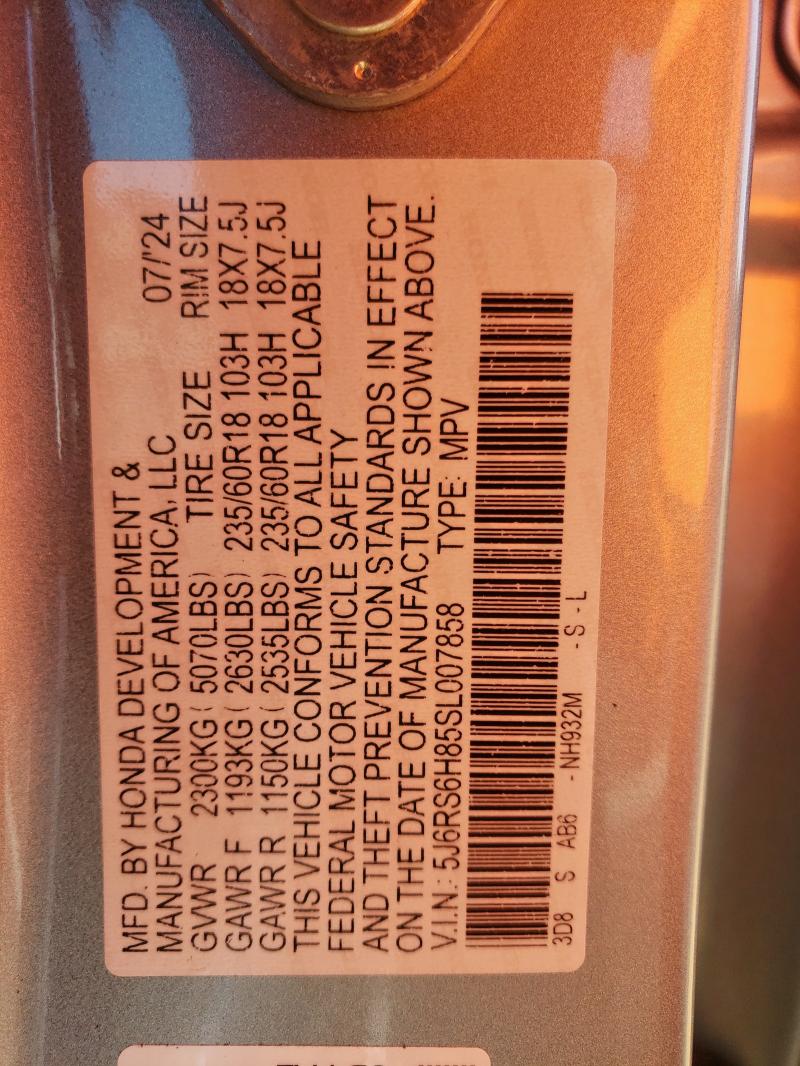 MFD. BY HONDA DEVELOPMENT &
MANUFACTURING OF AMERICA, LLC 07/'24
GVWR 2300KG ( 5070LBS) TIRE SIZE RIM SIZE
GAWR F 1193KG ( 2630LBS) 235/60R18 103H 18X7.5J
GAWR R 1150KG ( 2535LBS) 235/60R18 103H 18X7.5J
THIS VEHICLE CONFORMS TO ALL APPLICABLE
FEDERAL MOTOR VEHICLE SAFETY
AND THEFT PREVENTION STANDARDS IN EFFECT
ON THE DATE OF MANUFACTURE SHOWN ABOVE.
V.I.N.: 5J6RS6H85SL007858 TYPE: MPV
3D8 S AB6 - NH932M - S - L